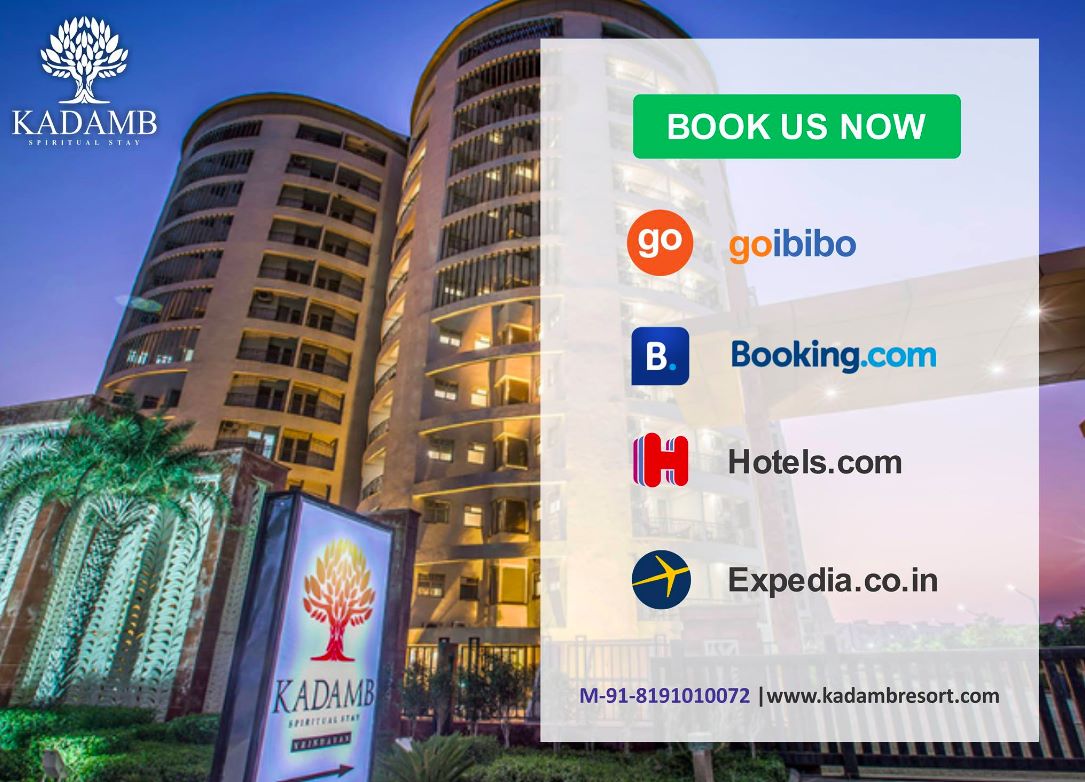 KADAMB
SPIRITUAL STAY
BOOK US NOW
go goibibo
B. Booking.com
H Hotels.com
Expedia.co.in
M-91-8191010072 |www.kadambresort.com
KADAMB
SPIRITUAL STAY
VRINDAVAN